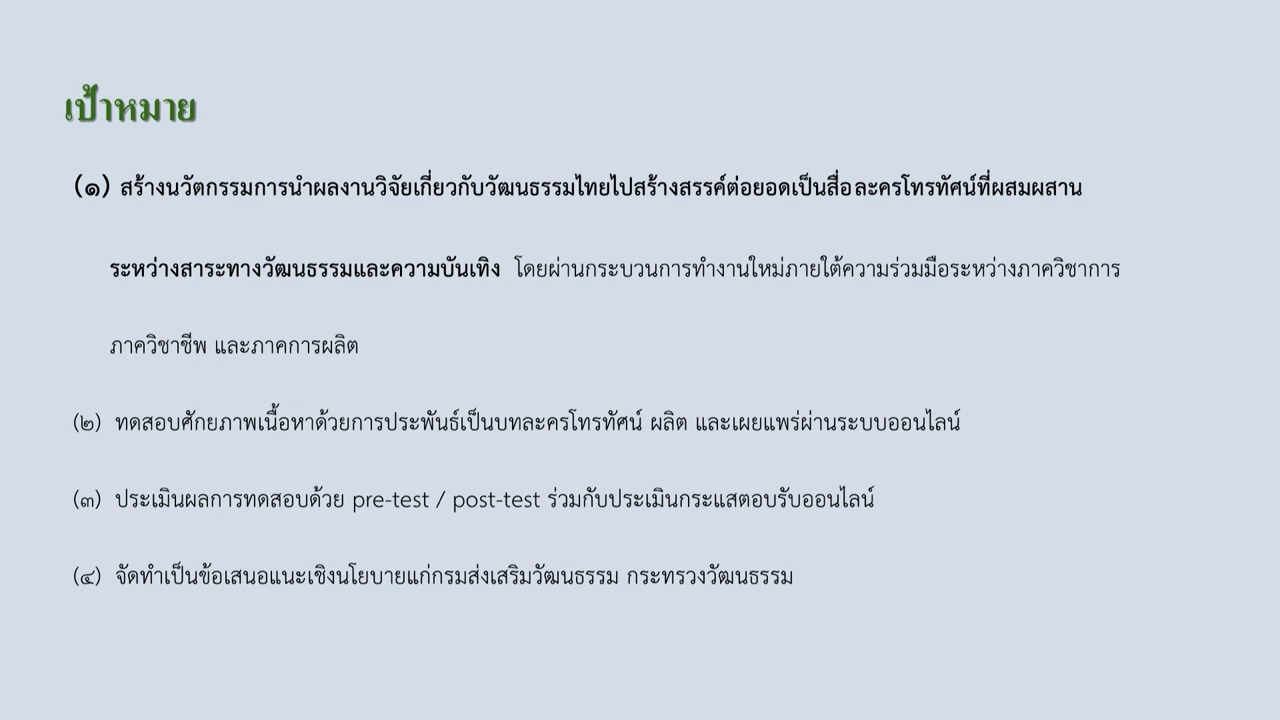 เป้าหมาย
(๑) สร้างนวัตกรรมการนำผลงานวิจัยเกี่ยวกับวัฒนธรรมไทยไปสร้างสรรค์ต่อยอดเป็นสื่อละครโทรทัศน์ที่ผสมผสาน
ระหว่างสาระทางวัฒนธรรมและความบันเทิง โดยผ่านกระบวนการทำงานใหม่ภายใต้ความร่วมมือระหว่างภาควิชาการ
ภาควิชาชีพ และภาคการผลิต
(๒) ทดสอบศักยภาพเนื้อหาด้วยการประพันธ์เป็นบทละครโทรทัศน์ ผลิต และเผยแพร่ผ่านระบบออนไลน์
(๓) ประเมินผลการทดสอบด้วย pre-test / post-test ร่วมกับประเมินกระแสตอบรับออนไลน์
(๔) จัดทำเป็นข้อเสนอแนะเชิงนโยบายแก่กรมส่งเสริมวัฒนธรรม กระทรวงวัฒนธรรม